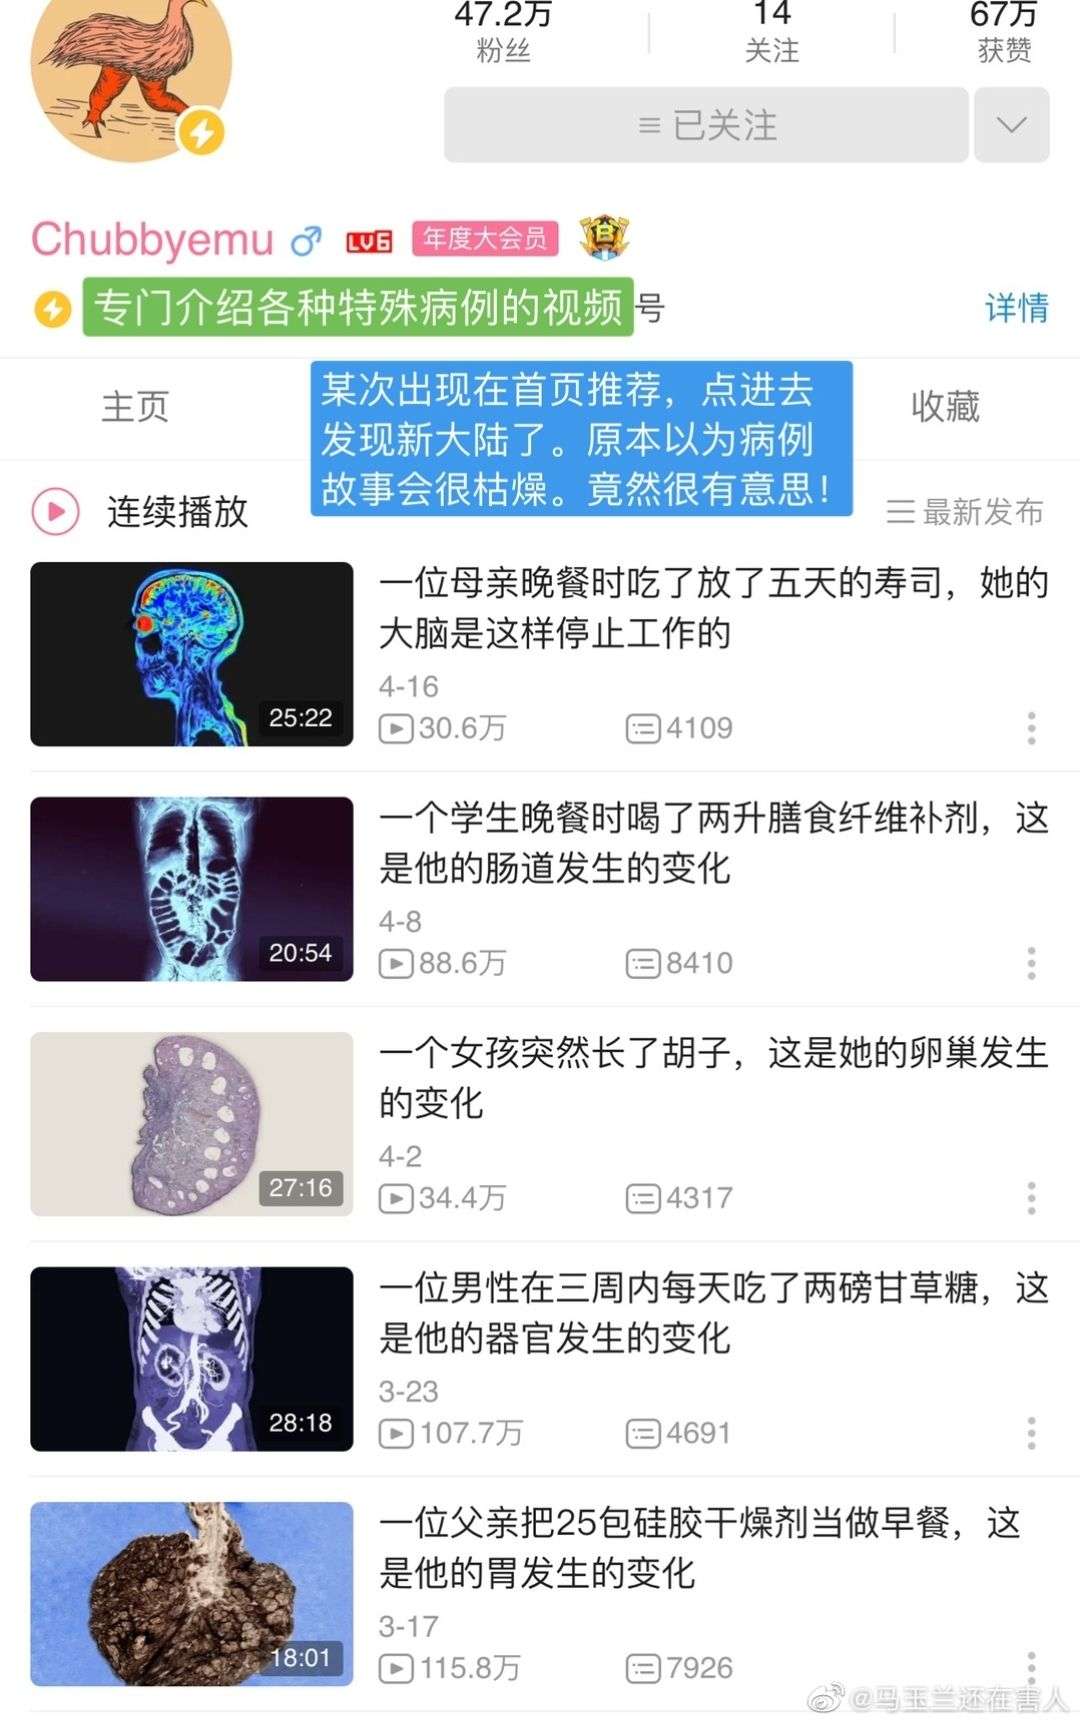 47.2万
14
67万
粉丝
关注
获赞
已关注
Chubbyemu
LV6
年度大会员
B
专门介绍各种特殊病例的视频号
详情
主页
某次出现在首页推荐，点进去
发现新大陆了。原本以为病例
故事会很枯燥。竟然很有意思！
收藏
连续播放
最新发布
一位母亲晚餐时吃了放了五天的寿司，她的
大脑是这样停止工作的
25:22
4-16
30.6万
4109
一个学生晚餐时喝了两升膳食纤维补剂，这
是他的肠道发生的变化
20:54
4-8
88.6万
8410
一个女孩突然长了胡子，这是她的卵巢发生
的变化
27:16
4-2
34.4万
4317
一位男性在三周内每天吃了两磅甘草糖，这
是他的器官发生的变化
28:18
3-23
107.7万
4691
一位父亲把25包硅胶干燥剂当做早餐，这
是他的胃发生的变化
18:01
3-17
115.8万
7926
@马玉兰还在害人